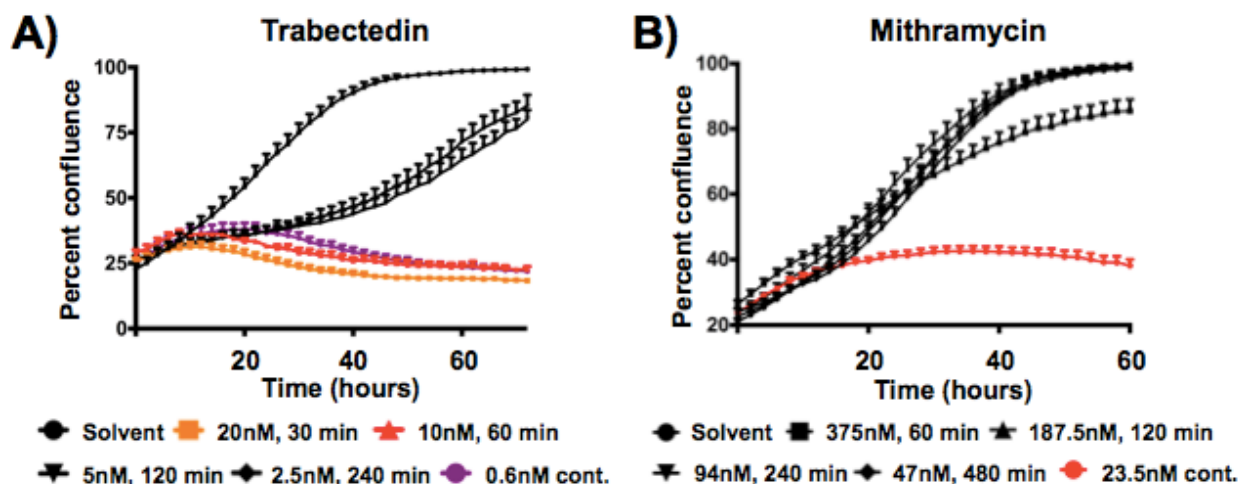 A) Trabectedin
Percent confluence
100
75
50
25
0
20 40 60
Time (hours)
Solvent 20nM, 30 min 10nM, 60 min
5nM, 120 min 2.5nM, 240 min 0.6nM cont.
B) Mithramycin
Percent confluence
100
80
60
40
20
20 40 60
Time (hours)
Solvent 375nM, 60 min 187.5nM, 120 min
94nM, 240 min 47nM, 480 min 23.5nM cont.